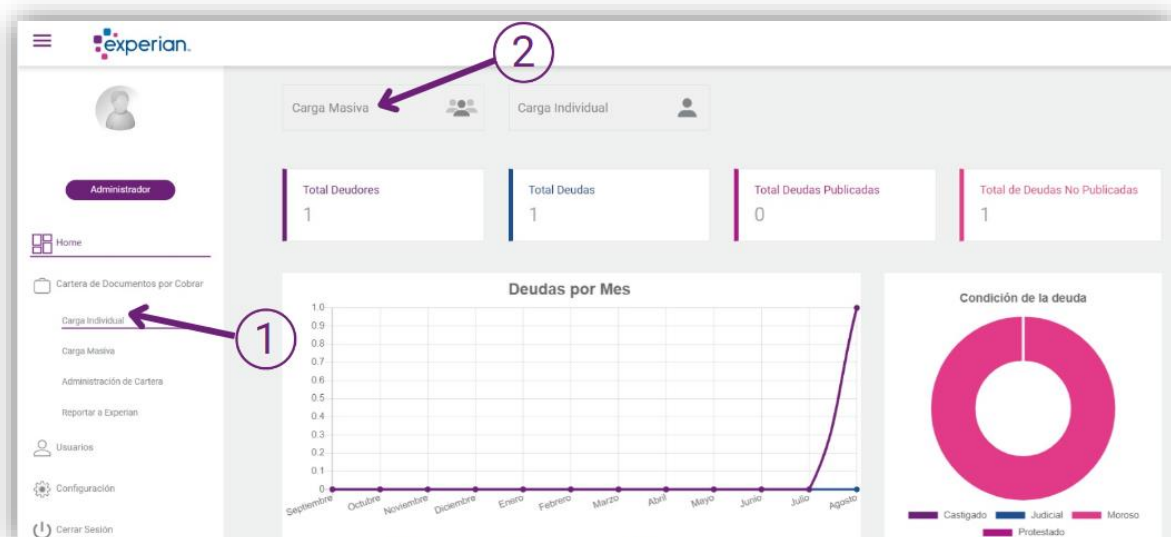 experian.
2
Carga Masiva
Carga Individual
Administrador
Home
Cartera de Documentos por Cobrar
Carga Individual
1
Carga Masiva
Administración de Cartera
Reportar a Experian
Usuarios
Configuración
Cerrar Sesión
Total Deudores
1
Total Deudas
1
Total Deudas Publicadas
0
Total de Deudas No Publicadas
1
Deudas por Mes
1.0
0.9
0.8
0.7
0.6
0.5
0.4
0.3
0.2
0.1
0
Septiembre Octubre Noviembre Diciembre Enero Febrero Marzo Abril Mayo Junio Julio Agosto
Condición de la deuda
Castigado Judicial Moroso
Protestado